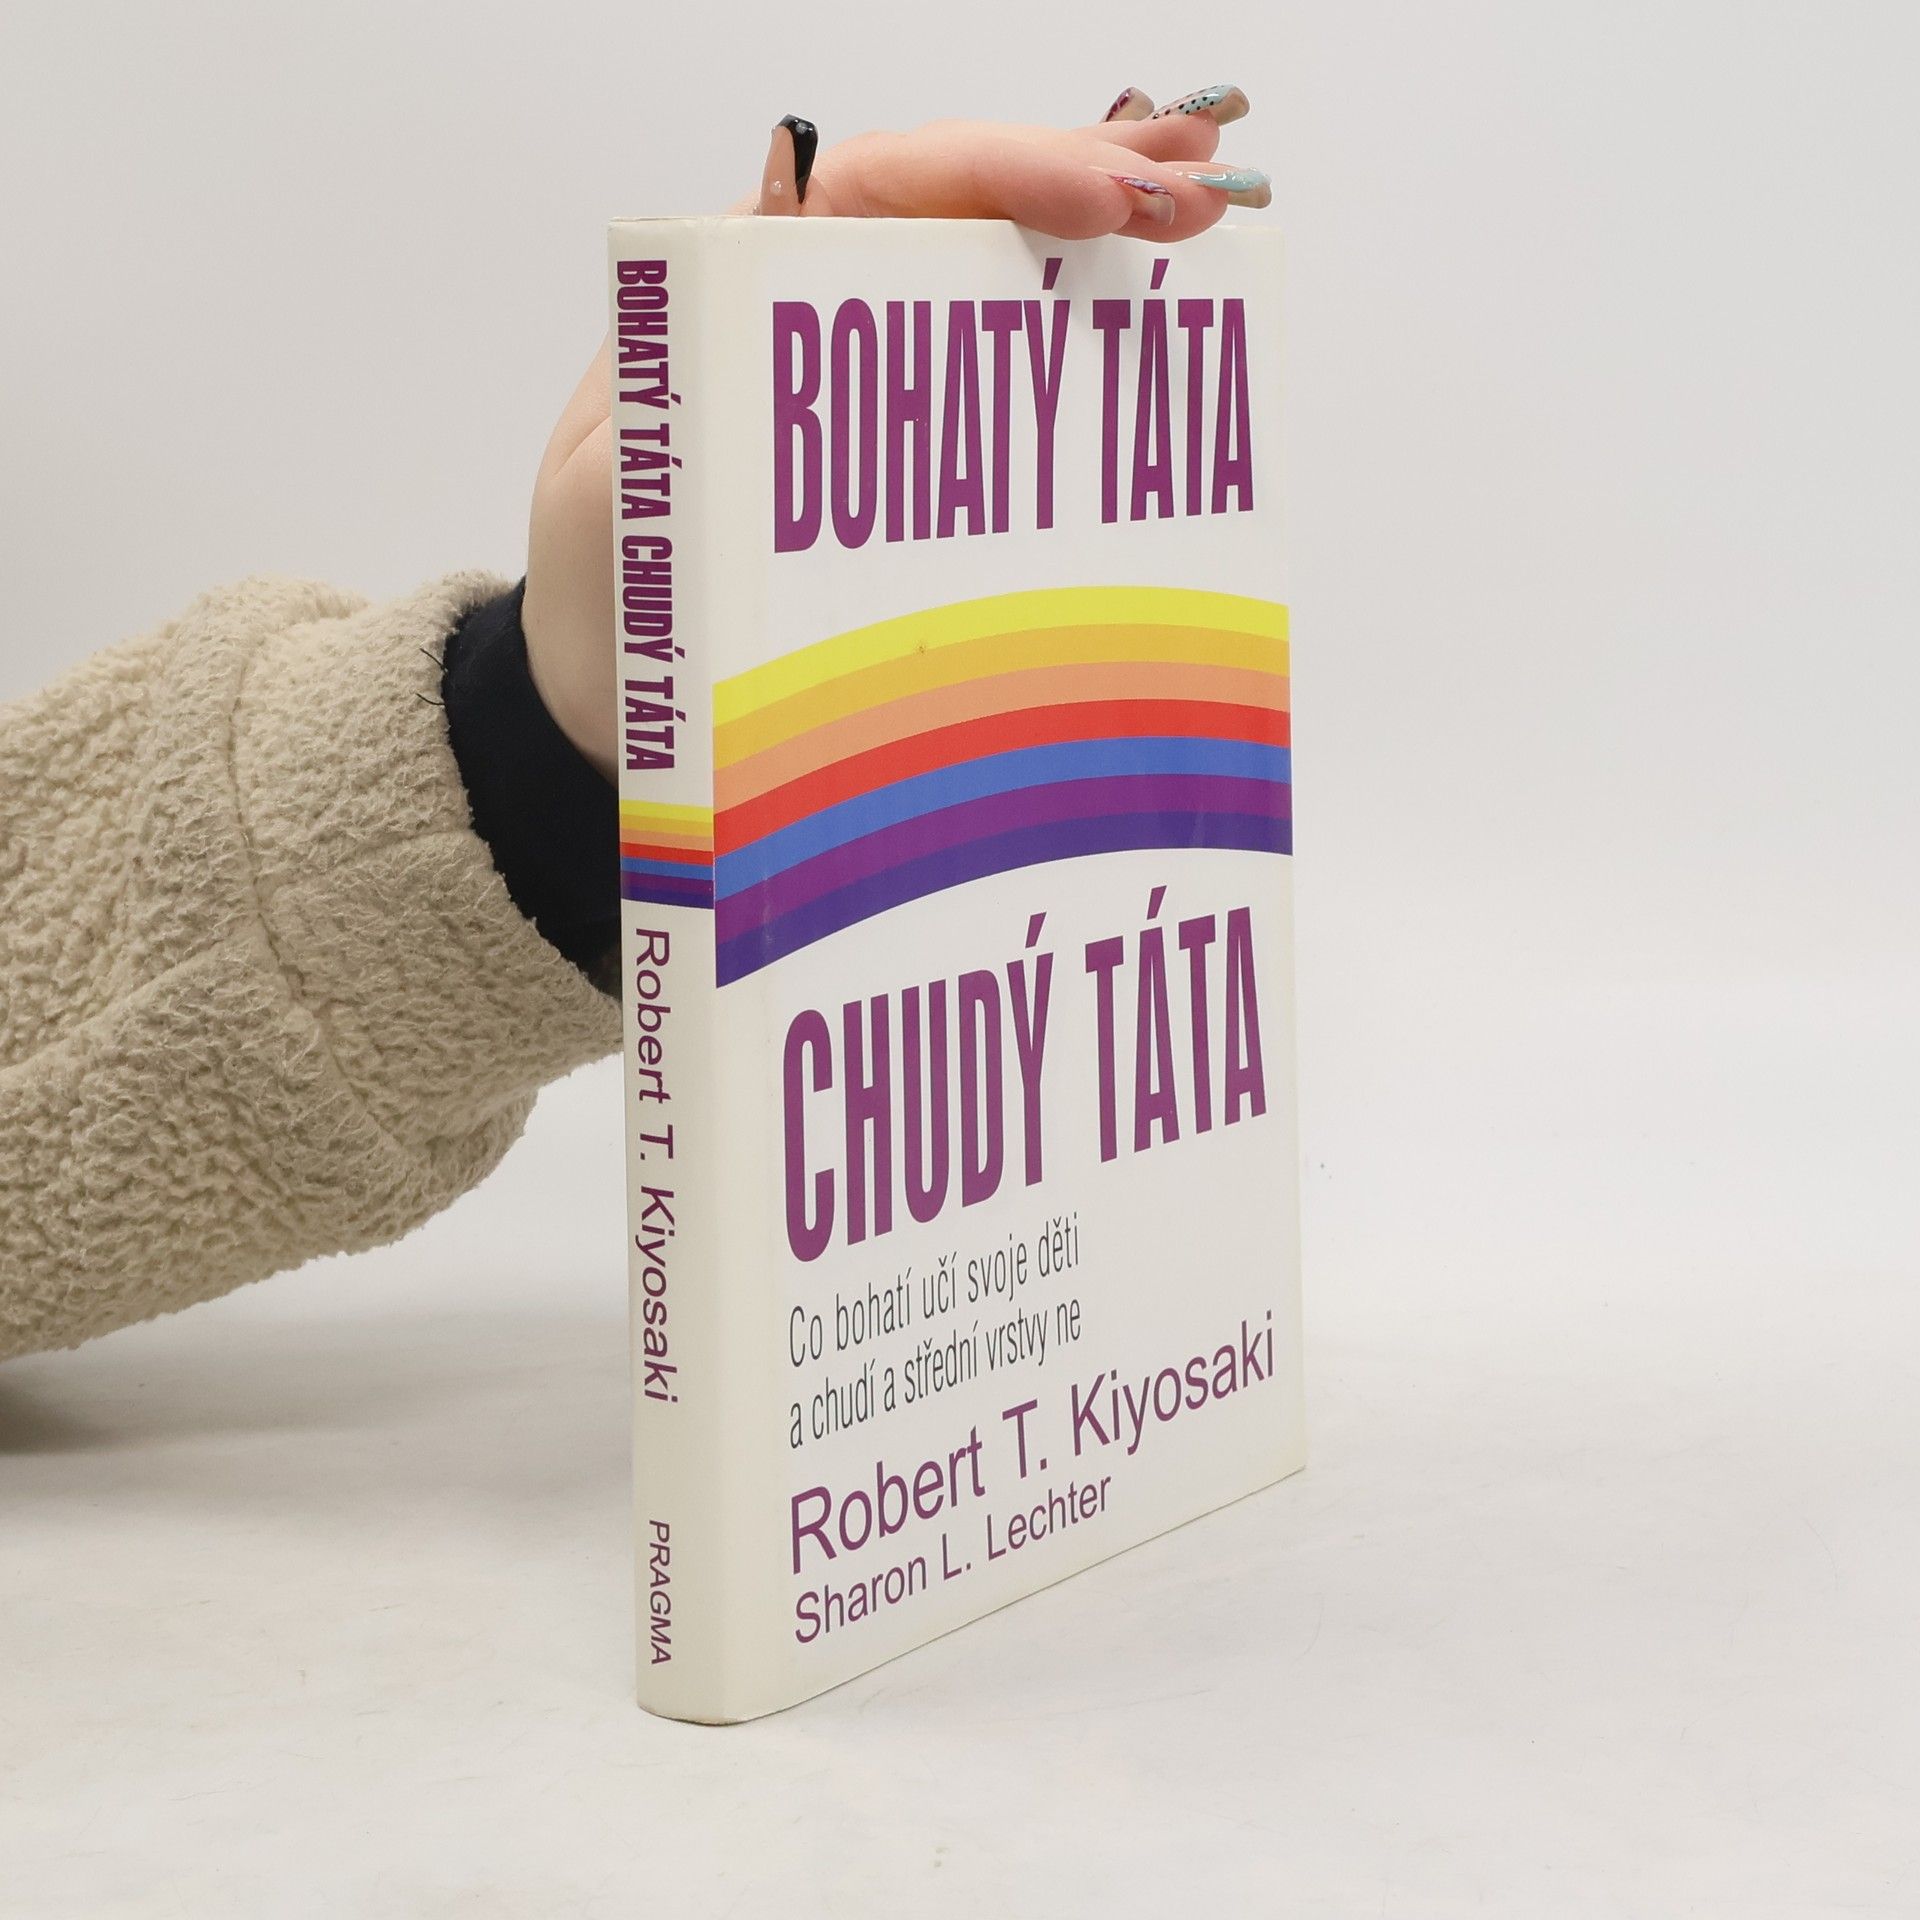 BOHATÝ TÁTA CHUDÝ TÁTA
Robert T. Kiyosaki
PRAGMA
BOHATÝ TÁTA
CHUDÝ TÁTA
Co bohatí učí svoje děti
a chudí a střední vrstvy ne
Robert T. Kiyosaki
Sharon L. Lechter